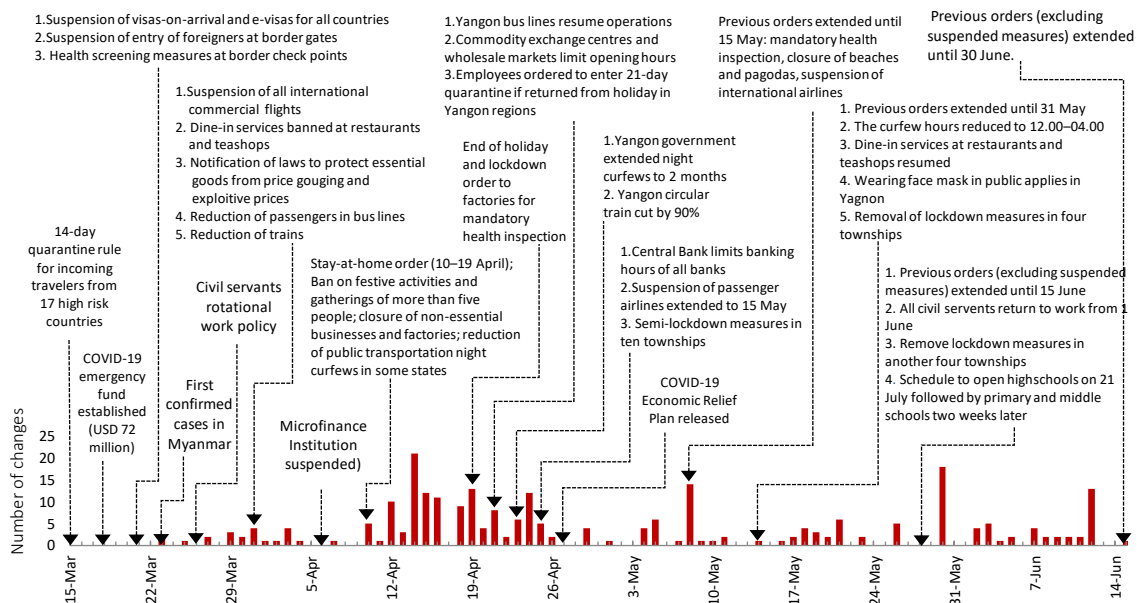 1.Suspension of visas-on-arrival and e-visas for all countries
2.Suspension of entry of foreigners at border gates
3. Health screening measures at border check points
1.Yangon bus lines resume operations
2.Commodity exchange centres and
wholesale markets limit opening hours
3.Employees ordered to enter 21-day
quarantine if returned from holiday in
Yangon regions
Previous orders extended until
15 May: mandatory health
inspection, closure of beaches
and pagodas, suspension of
international airlines
Previous orders (excluding
suspended measures) extended
until 30 June.
1.Suspension of all international
commercial flights
2. Dine-in services banned at restaurants
and teashops
3. Notification of laws to protect essential
goods from price gouging and
exploitive prices
4. Reduction of passengers in bus lines
5. Reduction of trains
End of holiday
and lockdown
order to
factories for
mandatory
health inspection
1.Yangon government
extended night
curfews to 2 months
2. Yangon circular
train cut by 90%
1. Previous orders extended until 31 May
2. The curfew hours reduced to 12.00–04.00
3. Dine-in services at restaurants and
teashops resumed
4. Wearing face mask in public applies in
Yagnon
5. Removal of lockdown measures in four
townships
14-day
quarantine rule
for incoming
travelers from
17 high risk
countries
Civil servants
rotational
work policy
Stay-at-home order (10–19 April);
Ban on festive activities and
gatherings of more than five
people; closure of non-essential
businesses and factories; reduction
of public transportation night
curfews in some states
1.Central Bank limits banking
hours of all banks
2.Suspension of passenger
airlines extended to 15 May
3. Semi-lockdown measures in
ten townships
1. Previous orders (excluding suspended
measures) extended until 15 June
2. All civil servents return to work from 1
June
3. Remove lockdown measures in
another four townships
4. Schedule to open highschools on 21
July followed by primary and middle
schools two weeks later
COVID-19
emergency
fund
established
(USD 72
million)
First
confirmed
cases in
Myanmar
Microfinance
Institution
suspended)
COVID-19
Economic Relief
Plan released
Number of changes
25
20
15
10
5
0
15-Mar
22-Mar
29-Mar
5-Apr
12-Apr
19-Apr
26-Apr
3-May
10-May
17-May
24-May
31-May
7-Jun
14-Jun